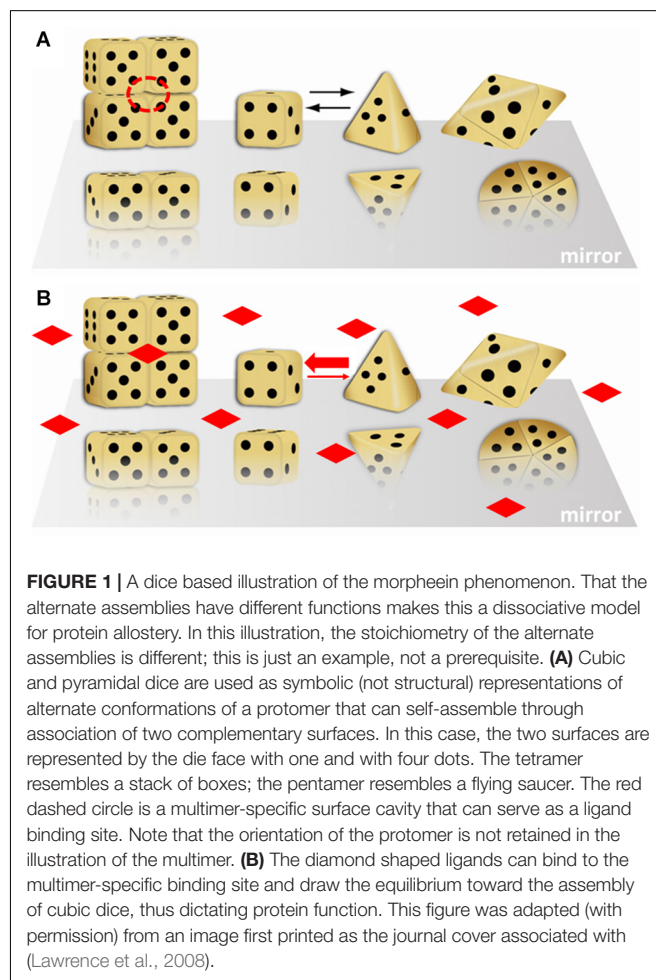 A
mirror
B
mirror
FIGURE 1 | A dice based illustration of the morpheein phenomenon. That the
alternate assemblies have different functions makes this a dissociative model
for protein allostery. In this illustration, the stoichiometry of the alternate
assemblies is different; this is just an example, not a prerequisite. (A) Cubic
and pyramidal dice are used as symbolic (not structural) representations of
alternate conformations of a protomer that can self-assemble through
association of two complementary surfaces. In this case, the two surfaces are
represented by the die face with one and with four dots. The tetramer
resembles a stack of boxes; the pentamer resembles a flying saucer. The red
dashed circle is a multimer-specific surface cavity that can serve as a ligand
binding site. Note that the orientation of the protomer is not retained in the
illustration of the multimer. (B) The diamond shaped ligands can bind to the
multimer-specific binding site and draw the equilibrium toward the assembly
of cubic dice, thus dictating protein function. This figure was adapted (with
permission) from an image first printed as the journal cover associated with
(Lawrence et al., 2008).